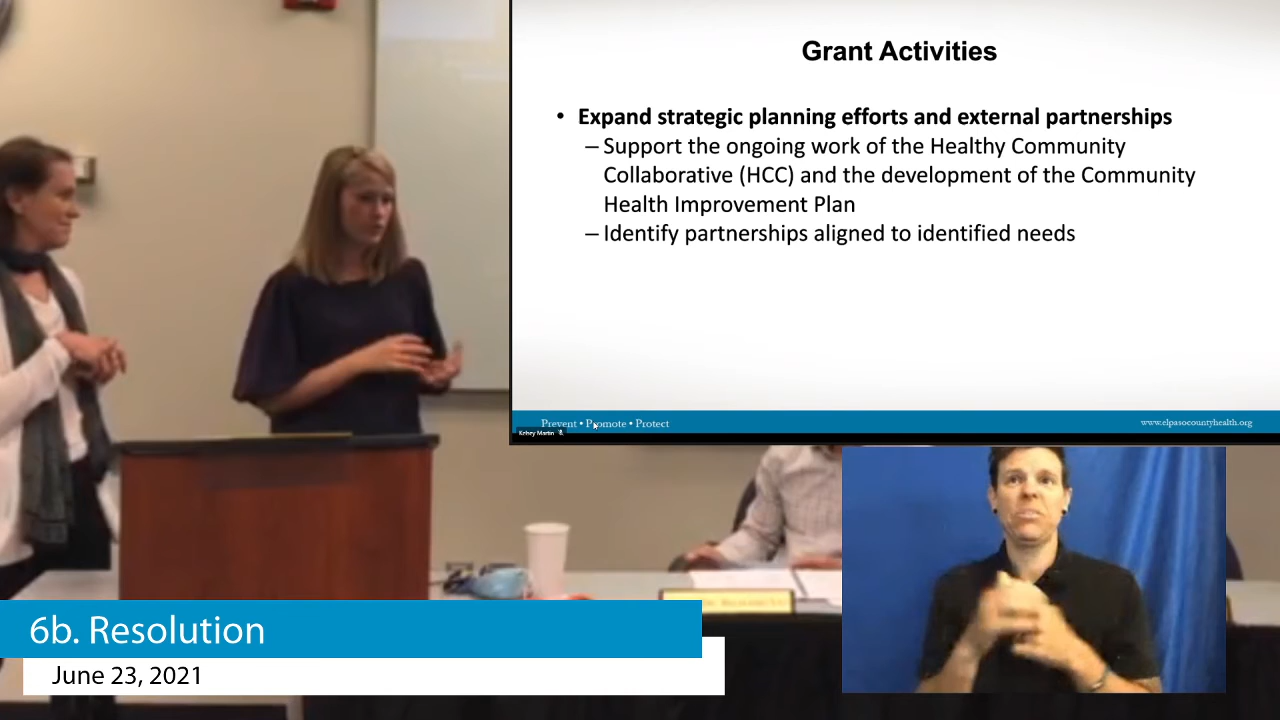 Grant Activities
• Expand strategic planning efforts and external partnerships
– Support the ongoing work of the Healthy Community
Collaborative (HCC) and the development of the Community
Health Improvement Plan
– Identify partnerships aligned to identified needs
Prevent • Promote • Protect
www.elpasocountyhealth.org
Kelsey Martin
6b. Resolution
June 23, 2021